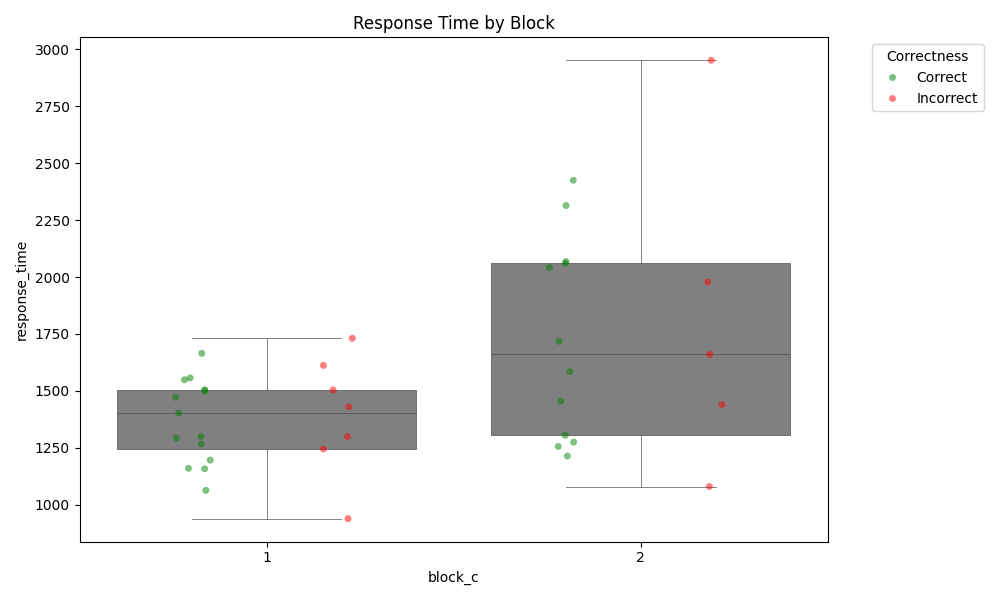 Response Time by Block
Correctness
Correct
Incorrect
response_time
3000
2750
2500
2250
2000
1750
1500
1250
1000
1
2
block_c